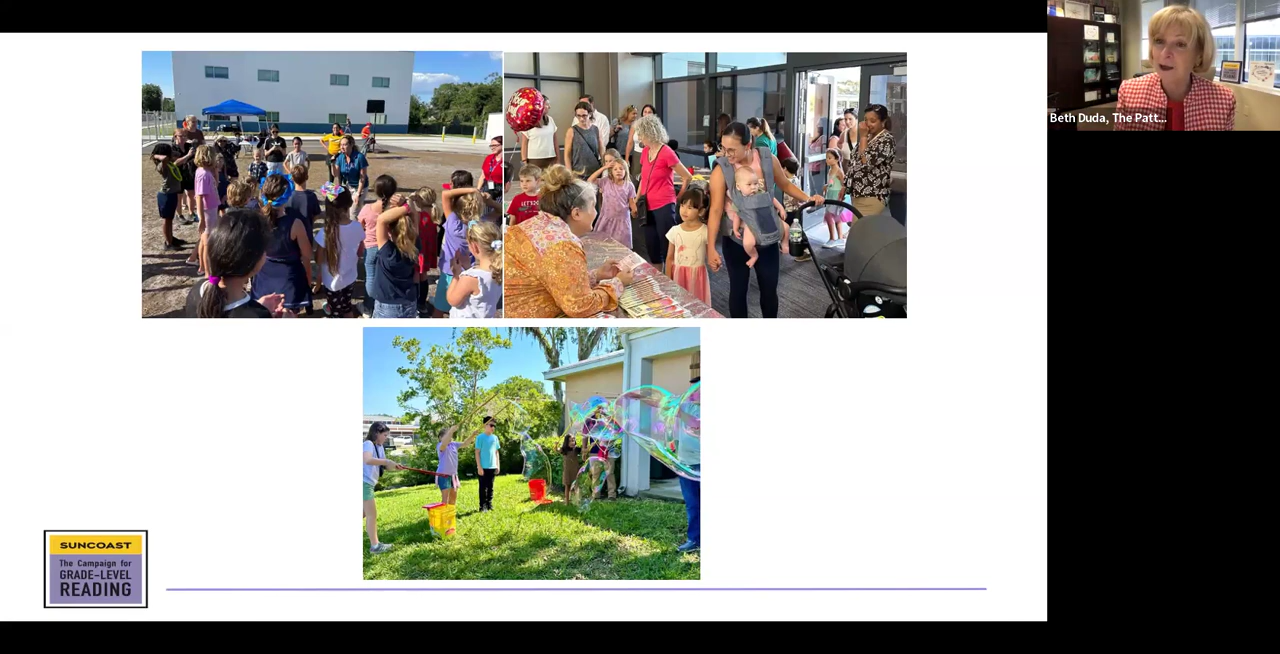 Beth Duda, The Patt...
SUNCOAST
The Campaign for
GRADE-LEVEL
READING